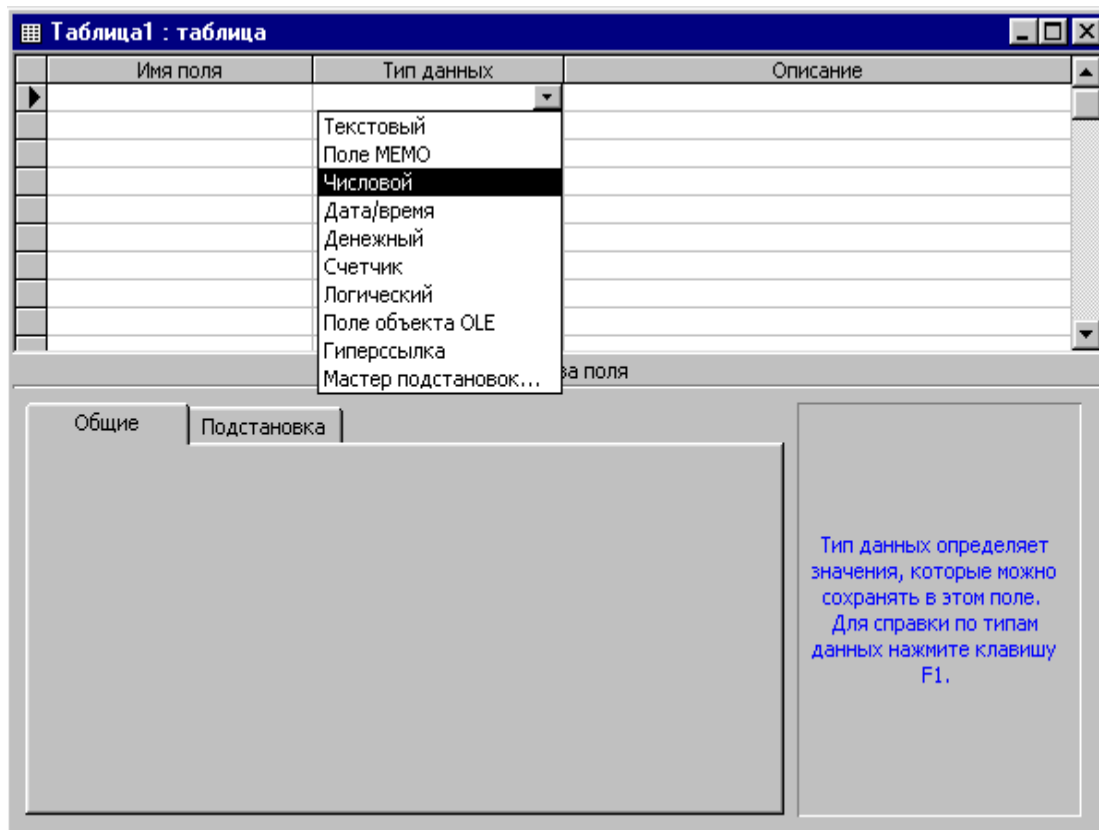 Таблица1 : таблица
Имя поля Тип данных Описание
Текстовый
Поле МЕМО
Числовой
Дата/время
Денежный
Счетчик
Логический
Поле объекта OLE
Гиперссылка
Мастер подстановок...
поля
Общие Подстановка
Тип данных определяет
значения, которые можно
сохранять в этом поле.
Для справки по типам
данных нажмите клавишу
F1.